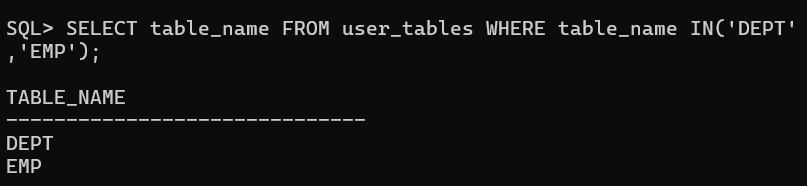 SQL> SELECT table_name FROM user_tables WHERE table_name IN('DEPT'
,'EMP');
TABLE_NAME
------------------------------
DEPT
EMP